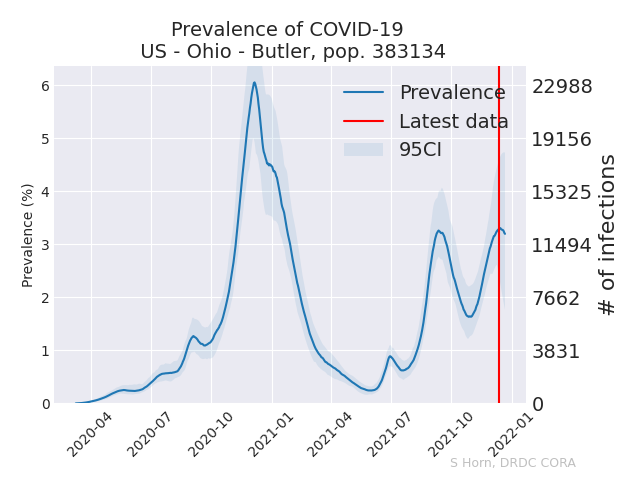 Prevalence of COVID-19
US - Ohio - Butler, pop. 383134
Prevalence
Latest data
95CI
Prevalence (%)
6
5
4
3
2
1
0
22988
19156
15325
11494
7662
3831
0
# of infections
2020-04
2020-07
2020-10
2021-01
2021-04
2021-07
2021-10
2022-01
S Horn, DRDC CORA